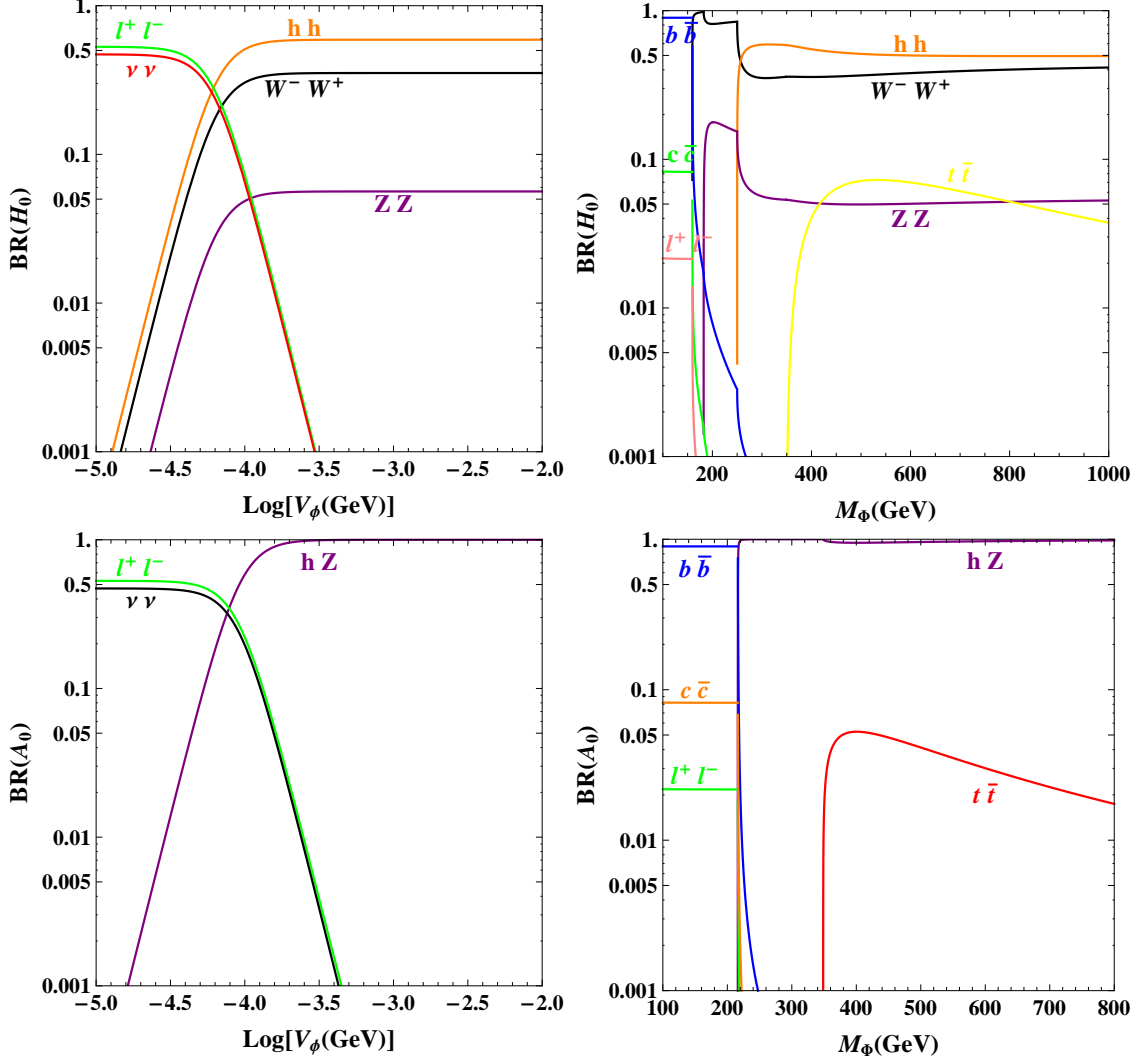 BR(H₀)
1.
0.5
0.1
0.05
0.01
0.005
0.001
l⁺ l⁻
ν ν
h h
W⁻ W⁺
Z Z
−5.0 −4.5 −4.0 −3.5 −3.0 −2.5 −2.0
Log[V_ϕ(GeV)]
BR(H₀)
1.
0.5
0.1
0.05
0.01
0.005
0.001
b b̄
h h
W⁻ W⁺
c c̄
t t̄
Z Z
l⁺ l⁻
200 400 600 800 1000
M_Φ(GeV)
BR(A₀)
1.
0.5
0.1
0.05
0.01
0.005
0.001
l⁺ l⁻
ν ν
h Z
−5.0 −4.5 −4.0 −3.5 −3.0 −2.5 −2.0
Log[V_ϕ(GeV)]
BR(A₀)
1.
0.5
0.1
0.05
0.01
0.005
0.001
b b̄
h Z
c c̄
l⁺ l⁻
t t̄
100 200 300 400 500 600 700 800
M_Φ(GeV)